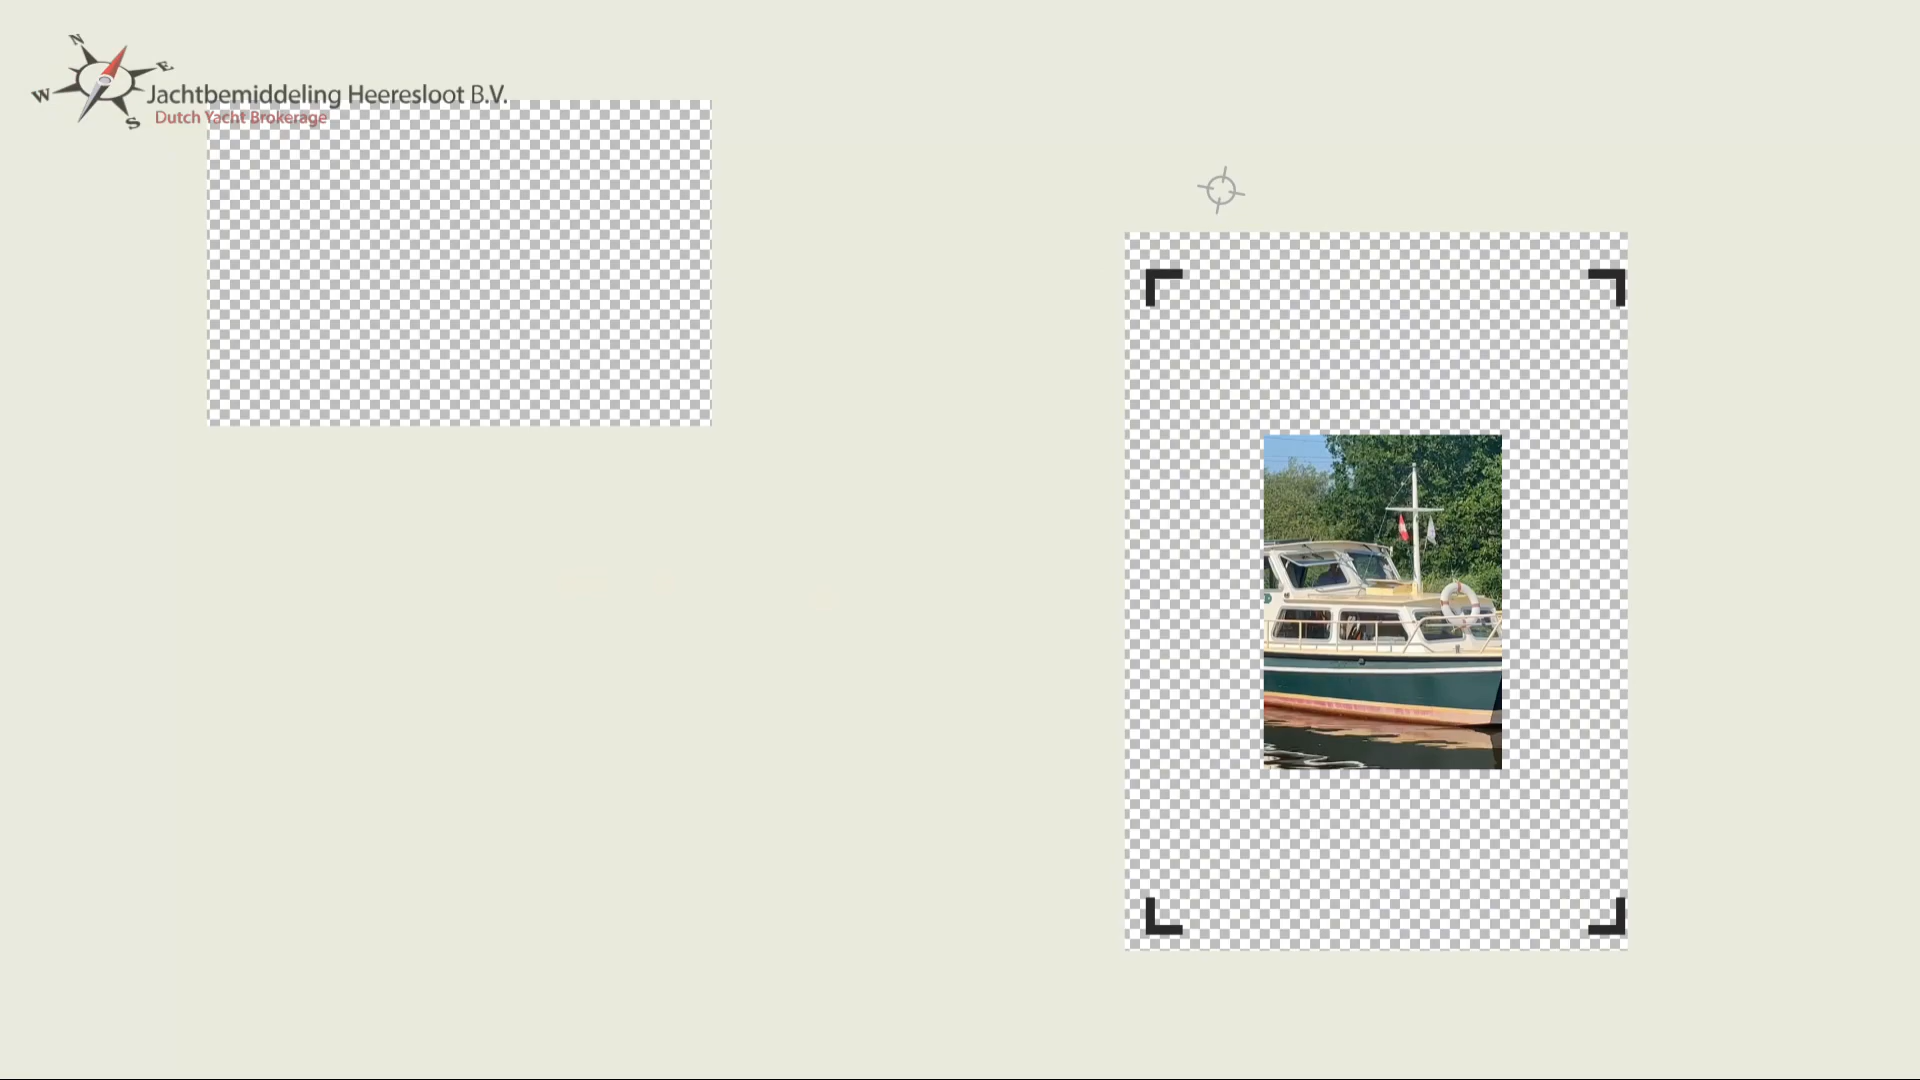 N
E
W
S
Jachtbemiddeling Heeresloot B.V.
Dutch Yacht Brokerage